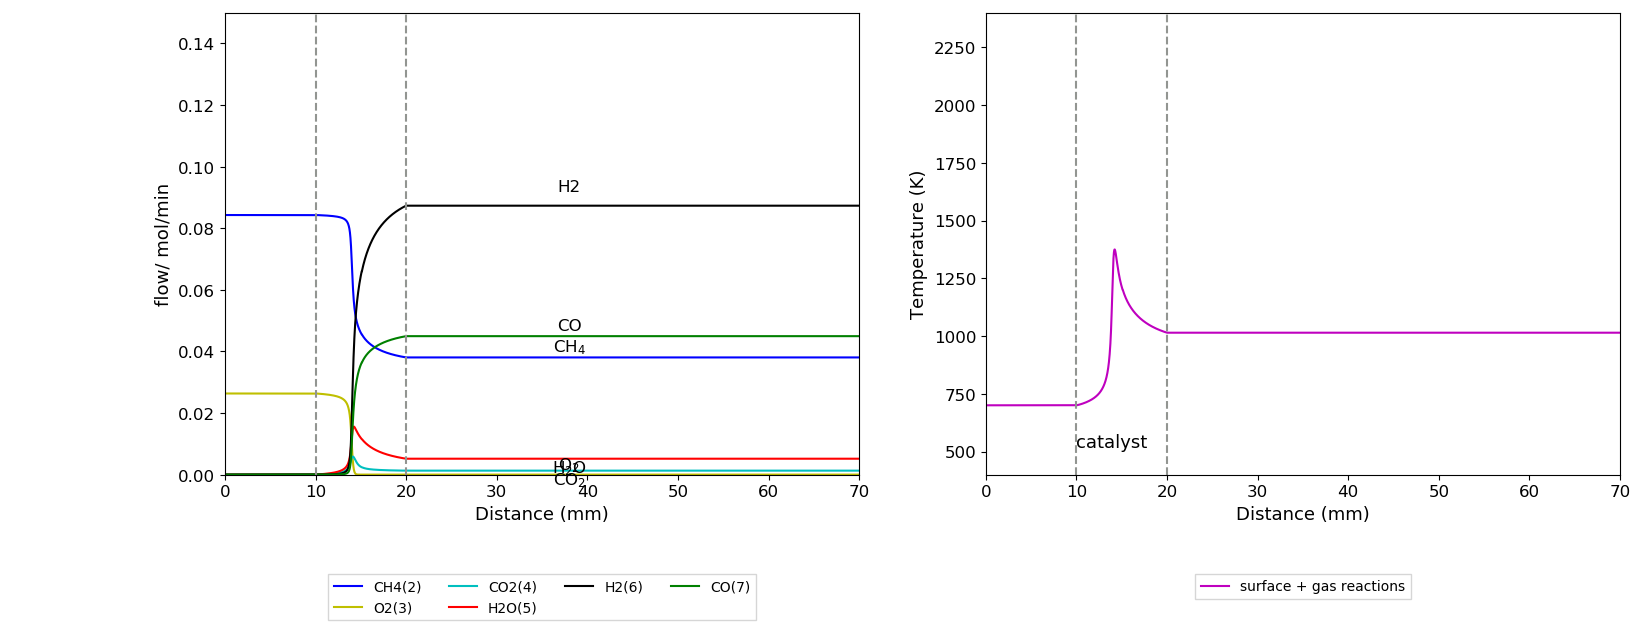 0.14
0.12
0.10
0.08
0.06
0.04
0.02
0.00
flow/ mol/min
H2
CO
CH4
O2
H2O
CO2
0 10 20 30 40 50 60 70
Distance (mm)
CH4(2) CO2(4) H2(6) CO(7)
O2(3) H2O(5)
2250
2000
1750
1500
1250
1000
750
500
Temperature (K)
catalyst
0 10 20 30 40 50 60 70
Distance (mm)
surface + gas reactions